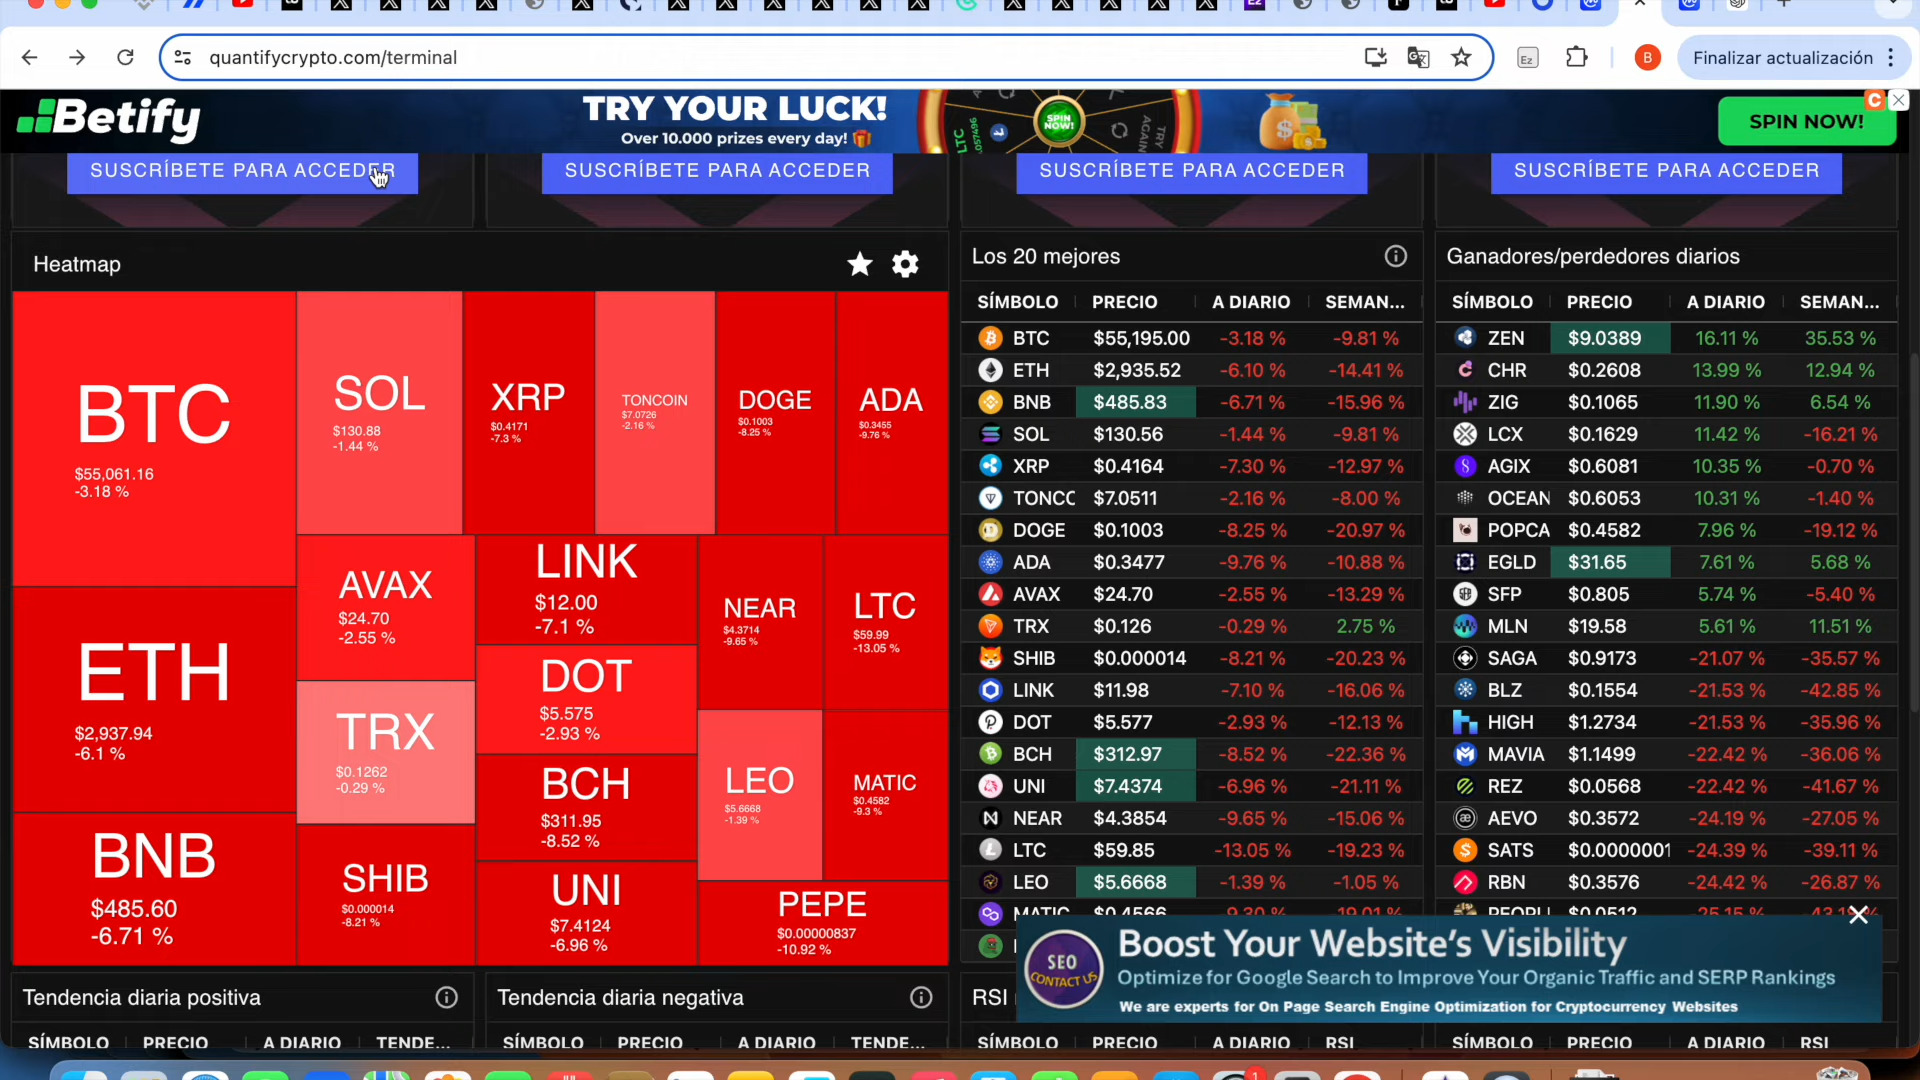 quantifycrypto.com/terminal
Ez
B
Finalizar actualización
Betify
TRY YOUR LUCK!
Over 10.000 prizes every day!
LTC
SPIN NOW!
AGAIN
SPIN NOW!
SUSCRÍBETE PARA ACCEDER
SUSCRÍBETE PARA ACCEDER
SUSCRÍBETE PARA ACCEDER
SUSCRÍBETE PARA ACCEDER
Heatmap
BTC
$55,061.16
-3.18 %
SOL
$130.88
-1.44 %
XRP
$0.4171
-7.3 %
TONCOIN
$7.0726
-2.16 %
DOGE
$0.1003
-8.25 %
ADA
$0.3455
-9.76 %
ETH
$2,937.94
-6.1 %
AVAX
$24.70
-2.55 %
LINK
$12.00
-7.1 %
NEAR
$4.3714
-9.65 %
LTC
$59.99
-13.05 %
DOT
$5.575
-2.93 %
TRX
$0.1262
-0.29 %
BCH
$311.95
-8.52 %
LEO
$5.6668
-1.39 %
MATIC
$0.4582
-9.3 %
BNB
$485.60
-6.71 %
SHIB
$0.000014
-8.21 %
UNI
$7.4124
-6.96 %
PEPE
$0.00000837
-10.92 %
Los 20 mejores
SÍMBOLO PRECIO A DIARIO SEMAN...
BTC $55,195.00 -3.18 % -9.81 %
ETH $2,935.52 -6.10 % -14.41 %
BNB $485.83 -6.71 % -15.96 %
SOL $130.56 -1.44 % -9.81 %
XRP $0.4164 -7.30 % -12.97 %
TONCC $7.0511 -2.16 % -8.00 %
DOGE $0.1003 -8.25 % -20.97 %
ADA $0.3477 -9.76 % -10.88 %
AVAX $24.70 -2.55 % -13.29 %
TRX $0.126 -0.29 % 2.75 %
SHIB $0.000014 -8.21 % -20.23 %
LINK $11.98 -7.10 % -16.06 %
DOT $5.577 -2.93 % -12.13 %
BCH $312.97 -8.52 % -22.36 %
UNI $7.4374 -6.96 % -21.11 %
NEAR $4.3854 -9.65 % -15.06 %
LTC $59.85 -13.05 % -19.23 %
LEO $5.6668 -1.39 % -1.05 %
MATIC $0.4566 -9.30 % -19.01 %
Ganadores/perdedores diarios
SÍMBOLO PRECIO A DIARIO SEMAN...
ZEN $9.0389 16.11 % 35.53 %
CHR $0.2608 13.99 % 12.94 %
ZIG $0.1065 11.90 % 6.54 %
LCX $0.1629 11.42 % -16.21 %
AGIX $0.6081 10.35 % -0.70 %
OCEAN $0.6053 10.31 % -1.40 %
POPCA $0.4582 7.96 % -19.12 %
EGLD $31.65 7.61 % 5.68 %
SFP $0.805 5.74 % -5.40 %
MLN $19.58 5.61 % 11.51 %
SAGA $0.9173 -21.07 % -35.57 %
BLZ $0.1554 -21.53 % -42.85 %
HIGH $1.2734 -21.53 % -35.96 %
MAVIA $1.1499 -22.42 % -36.06 %
REZ $0.0568 -22.42 % -41.67 %
AEVO $0.3572 -24.19 % -27.05 %
SATS $0.0000001 -24.39 % -39.11 %
RBN $0.3576 -24.42 % -26.87 %
$0.0512 -25.15 %
SEO
CONTACT US
Boost Your Website's Visibility
Optimize for Google Search to Improve Your Organic Traffic and SERP Rankings
We are experts for On Page Search Engine Optimization for Cryptocurrency Websites
Tendencia diaria positiva
SÍMBOLO PRECIO A DIARIO TENDE...
Tendencia diaria negativa
SÍMBOLO PRECIO A DIARIO TENDE...
RSI
SÍMBOLO PRECIO A DIARIO RSI
SÍMBOLO PRECIO A DIARIO RSI